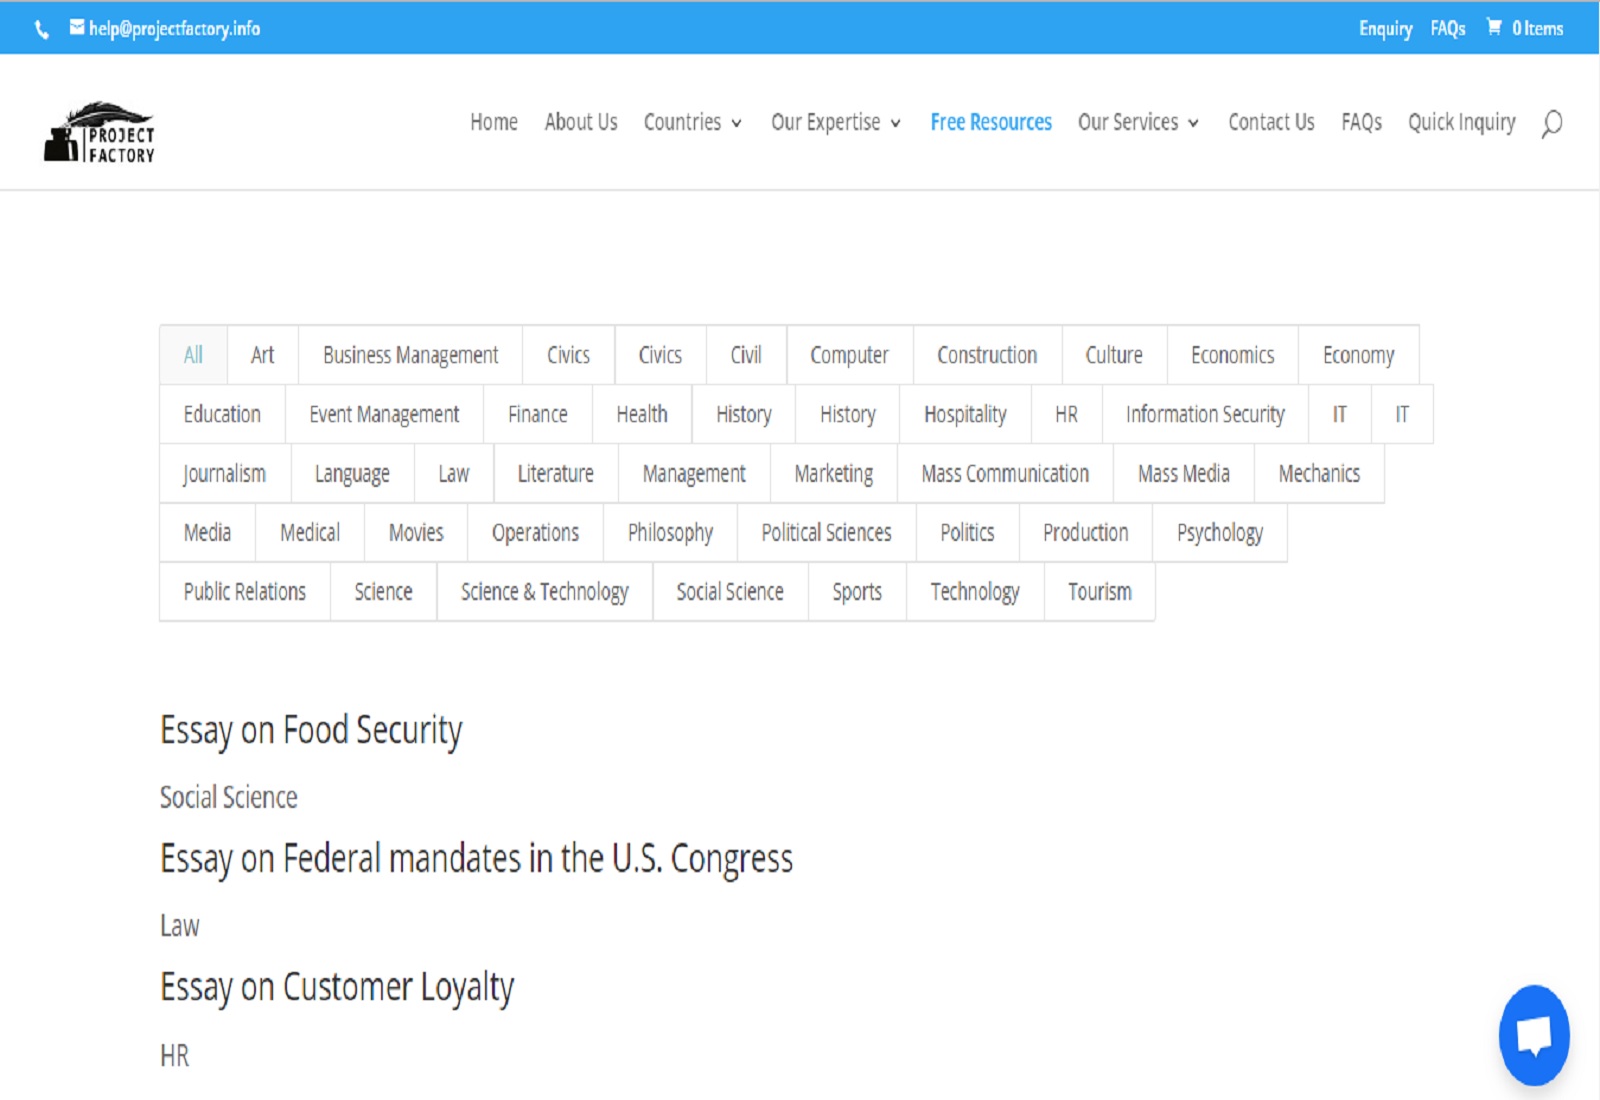 help@projectfactory.info Enquiry FAQs 0 Items
PROJECT
FACTORY
Home About Us Countries Our Expertise Free Resources Our Services Contact Us FAQs Quick Inquiry
All Art Business Management Civics Civics Civil Computer Construction Culture Economics Economy
Education Event Management Finance Health History History Hospitality HR Information Security IT IT
Journalism Language Law Literature Management Marketing Mass Communication Mass Media Mechanics
Media Medical Movies Operations Philosophy Political Sciences Politics Production Psychology
Public Relations Science Science & Technology Social Science Sports Technology Tourism
Essay on Food Security
Social Science
Essay on Federal mandates in the U.S. Congress
Law
Essay on Customer Loyalty
HR